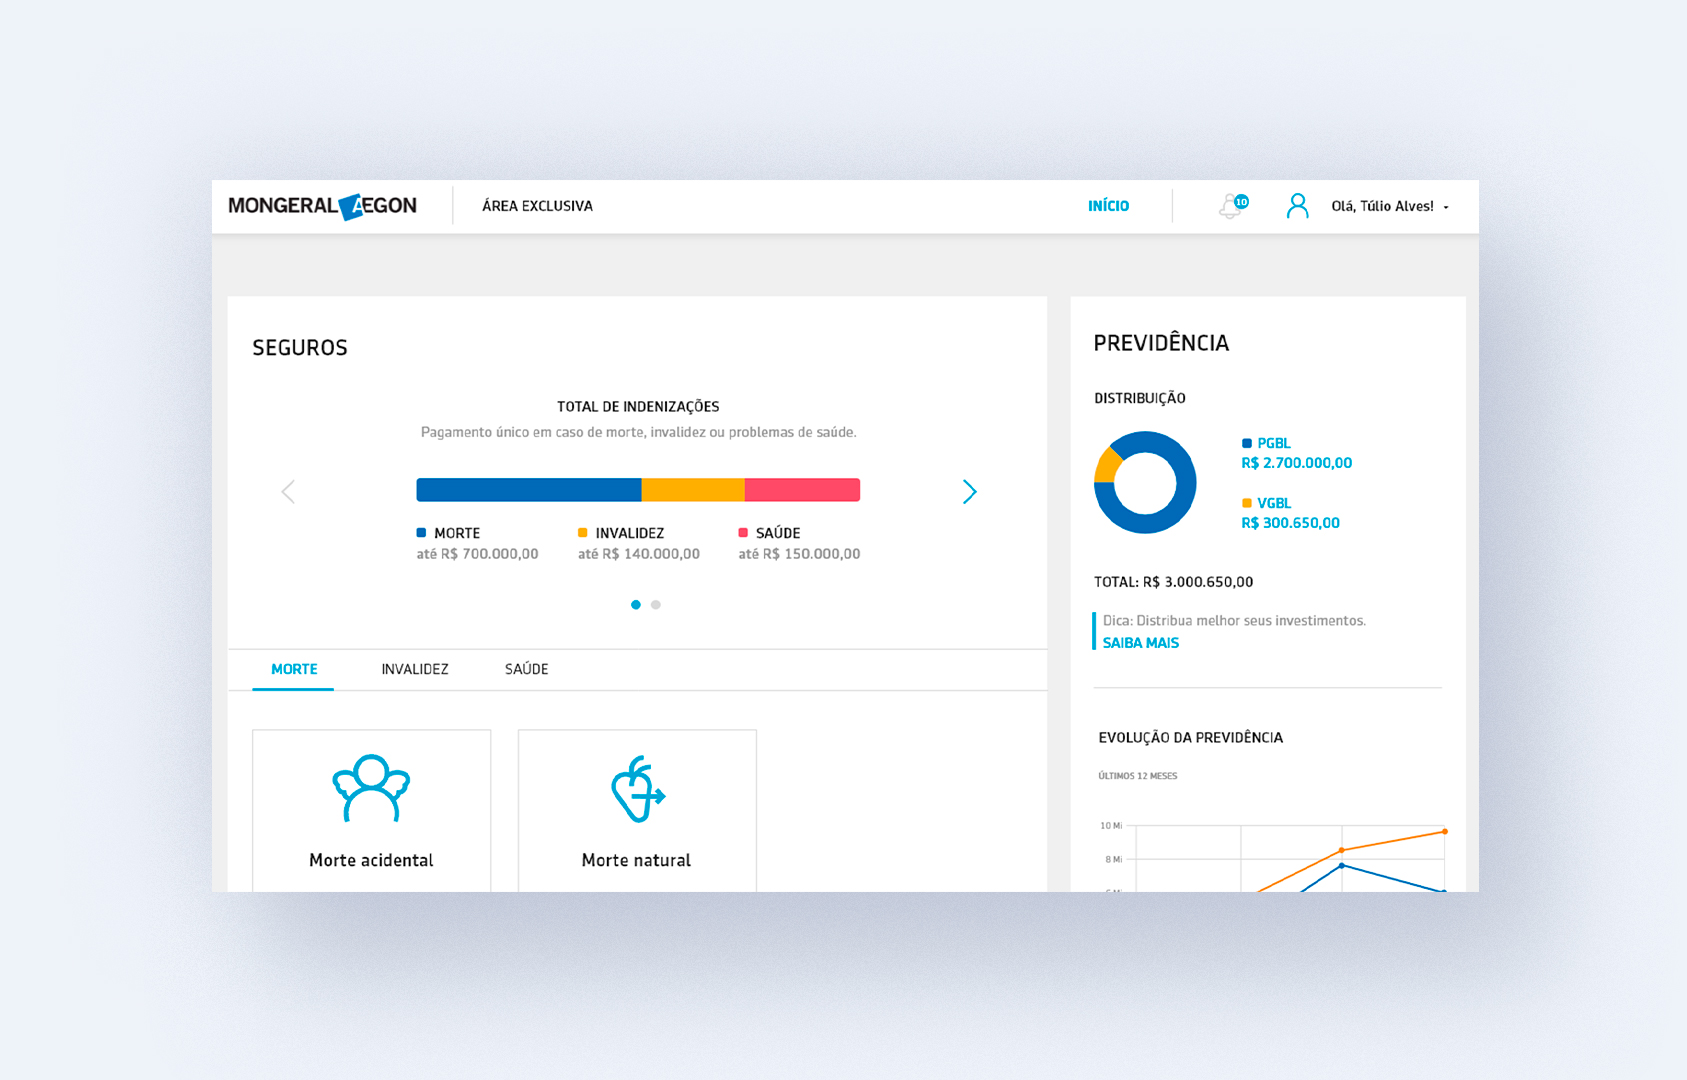 MONGERAL AEGON
ÁREA EXCLUSIVA
INÍCIO
10
Olá, Túlio Alves!
SEGUROS
TOTAL DE INDENIZAÇÕES
Pagamento único em caso de morte, invalidez ou problemas de saúde.
MORTE
até R$ 700.000,00
INVALIDEZ
até R$ 140.000,00
SAÚDE
até R$ 150.000,00
MORTE
INVALIDEZ
SAÚDE
Morte acidental
Morte natural
PREVIDÊNCIA
DISTRIBUIÇÃO
PGBL
R$ 2.700.000,00
VGBL
R$ 300.650,00
TOTAL: R$ 3.000.650,00
Dica: Distribua melhor seus investimentos.
SAIBA MAIS
EVOLUÇÃO DA PREVIDÊNCIA
ÚLTIMOS 12 MESES
10 Mi
8 Mi